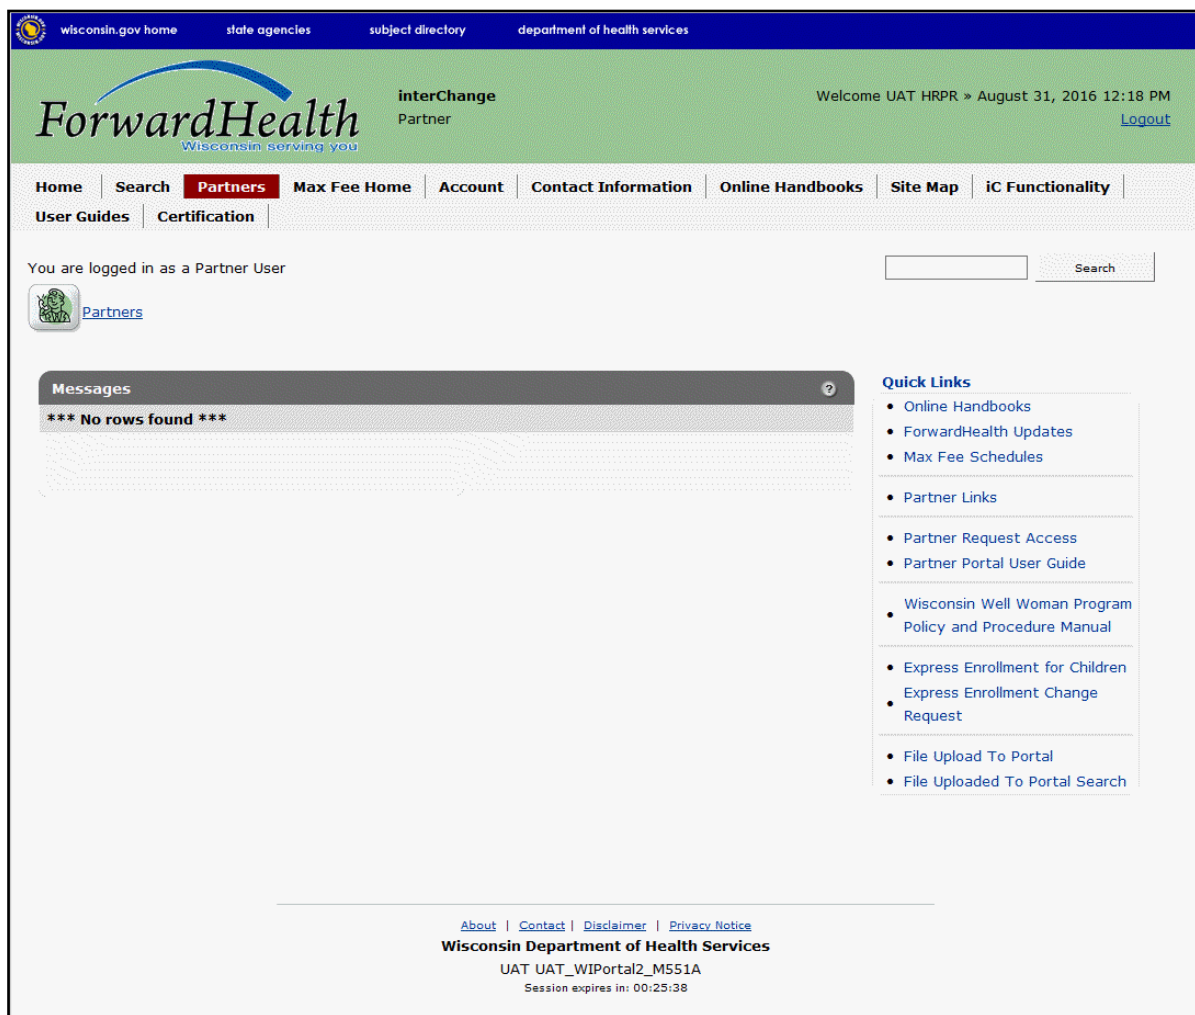 wisconsin.gov home state agencies subject directory department of health services
ForwardHealth
Wisconsin serving you
interChange
Partner
Welcome UAT HRPR » August 31, 2016 12:18 PM
Logout
Home Search Partners Max Fee Home Account Contact Information Online Handbooks Site Map iC Functionality
User Guides Certification
You are logged in as a Partner User
Search
Partners
Messages ?
*** No rows found ***
Quick Links
• Online Handbooks
• ForwardHealth Updates
• Max Fee Schedules
• Partner Links
• Partner Request Access
• Partner Portal User Guide
• Wisconsin Well Woman Program
Policy and Procedure Manual
• Express Enrollment for Children
• Express Enrollment Change
Request
• File Upload To Portal
• File Uploaded To Portal Search
About | Contact | Disclaimer | Privacy Notice
Wisconsin Department of Health Services
UAT UAT_WIPortal2_M551A
Session expires in: 00:25:38